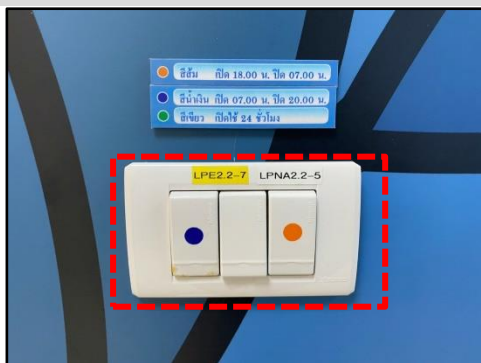 สีส้ม เปิด 18.00 น. ปิด 07.00 น.
สีน้ำเงิน เปิด 07.00 น. ปิด 20.00 น.
สีเขียว เปิดใช้ 24 ชั่วโมง
LPE2.2-7 LPNA2.2-5